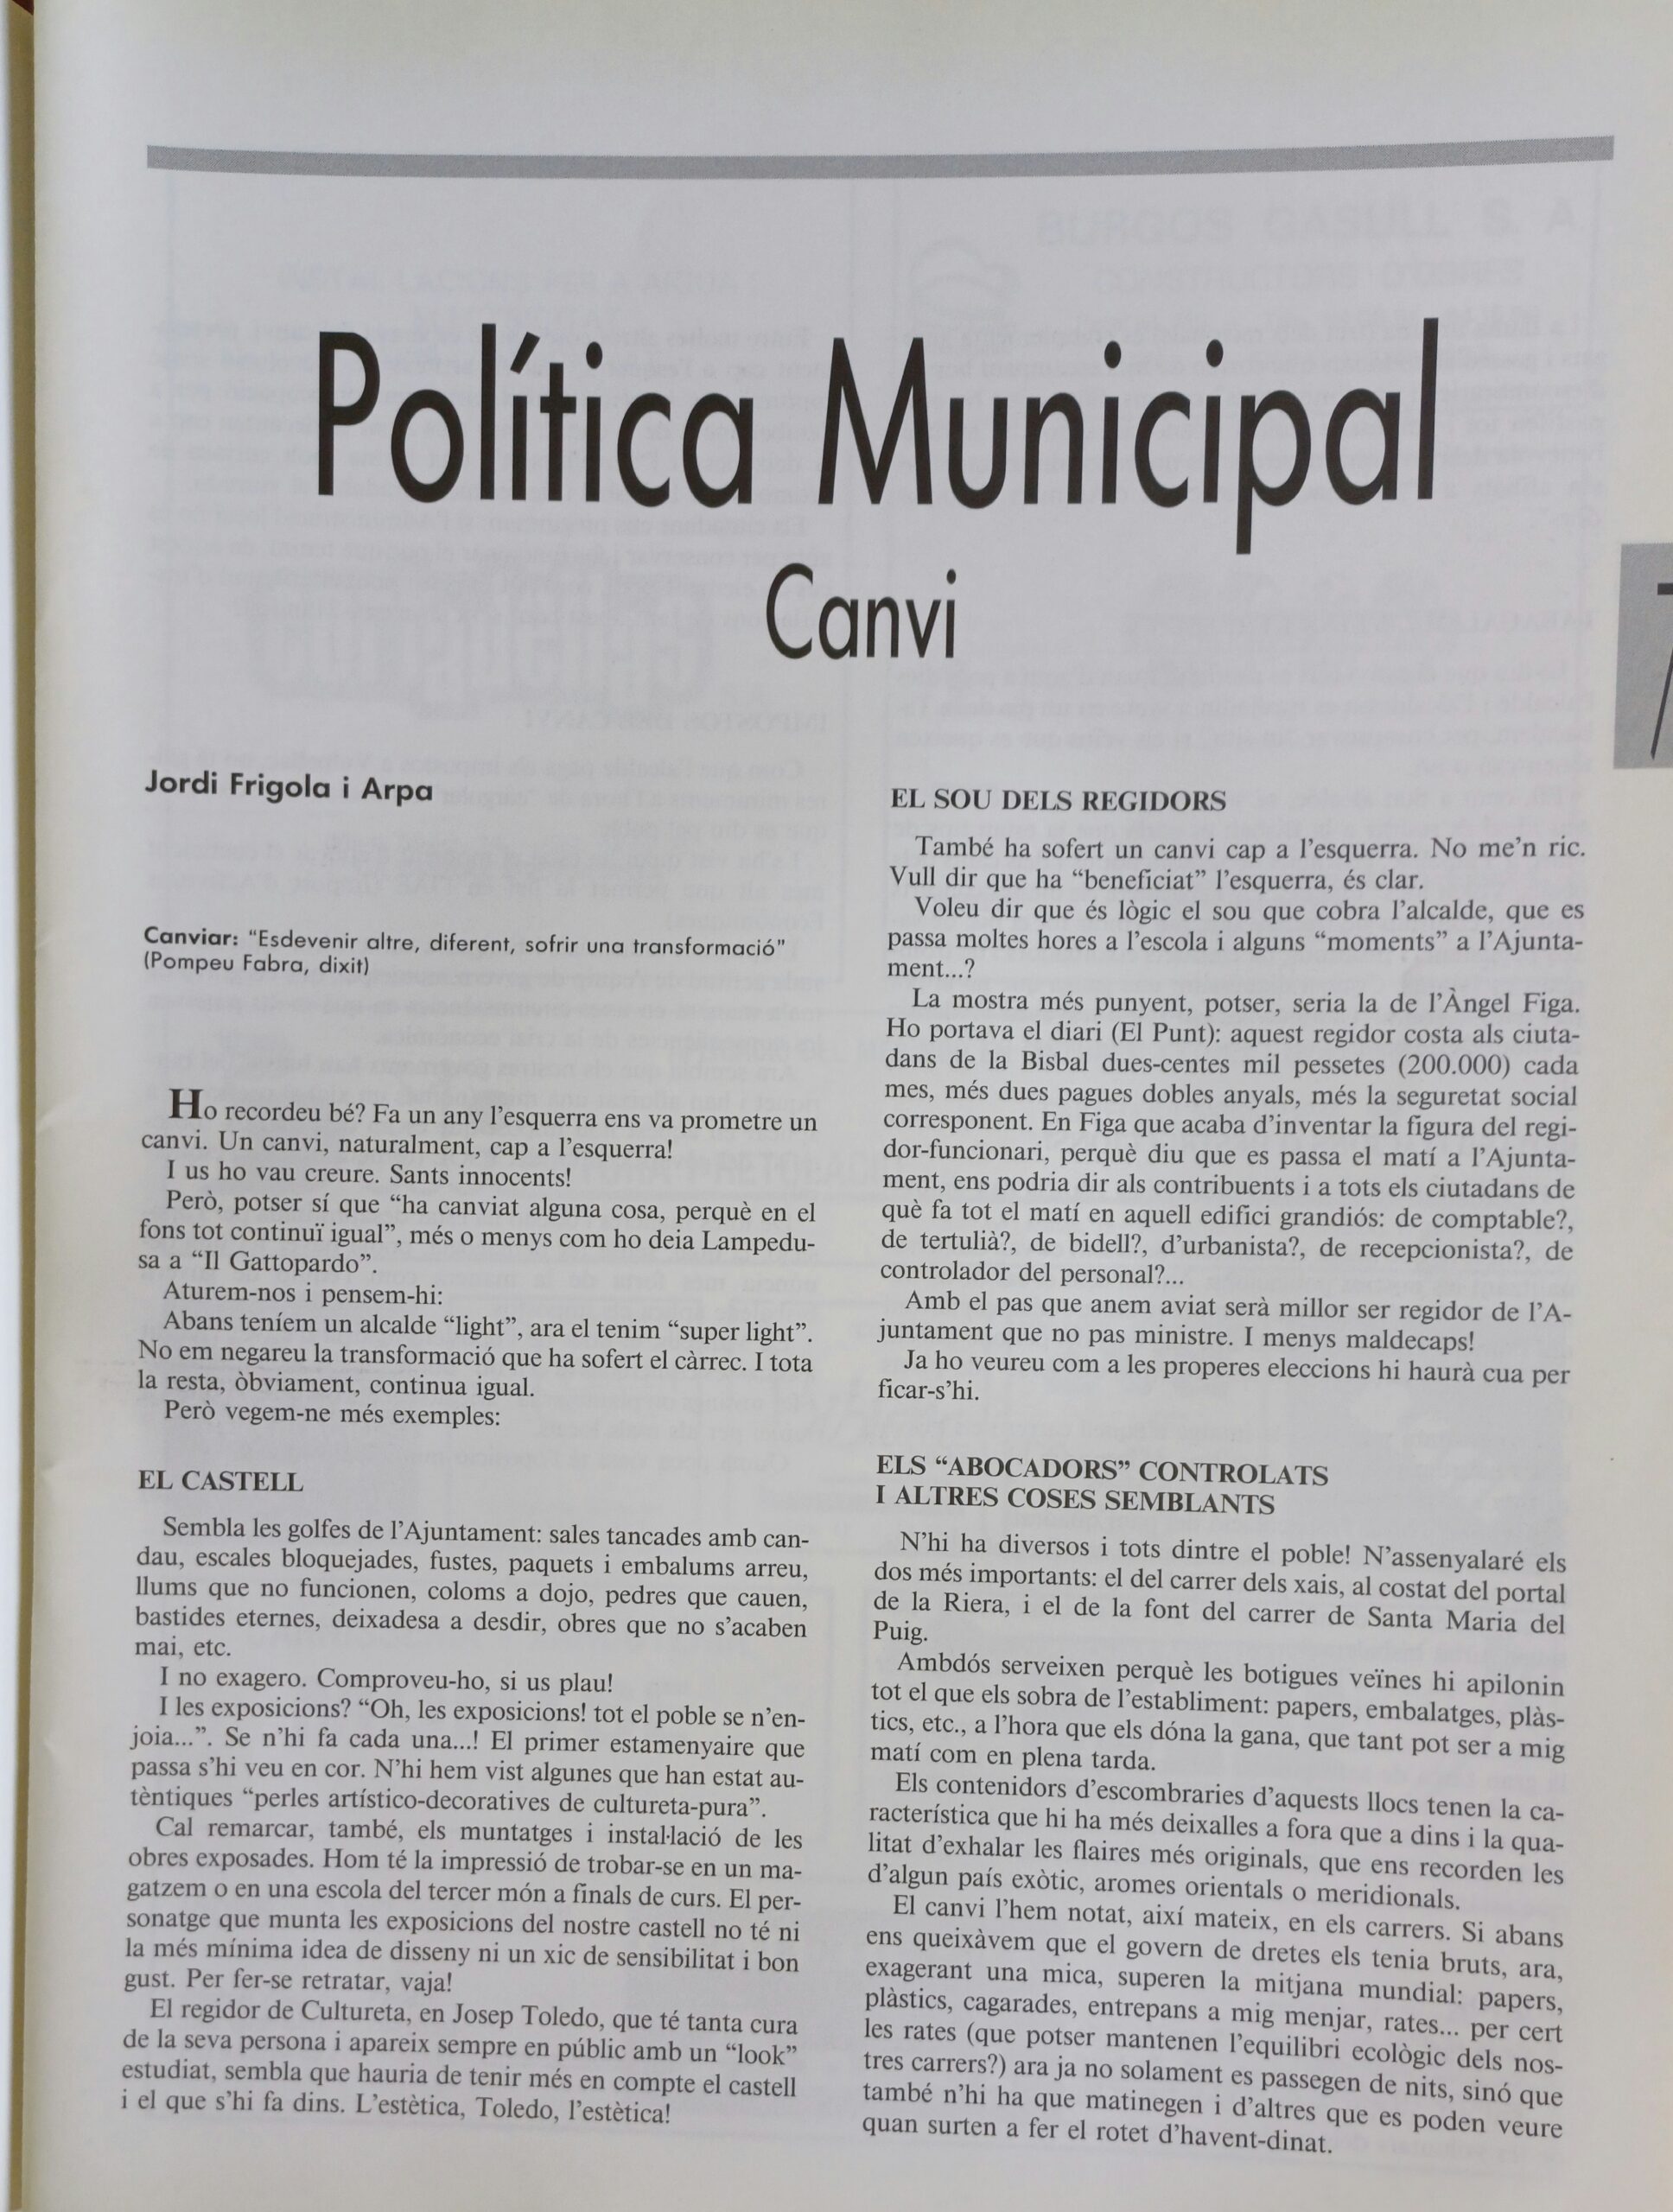 Política Municipal
Canvi
7
Jordi Frigola i Arpa
Canviar: “Esdevenir altre, diferent, sofrir una transformació”
(Pompeu Fabra, dixit)
Ho recordeu bé? Fa un any l’esquerra ens va prometre un
canvi. Un canvi, naturalment, cap a l’esquerra!
I us ho vau creure. Sants innocents!
Però, potser sí que “ha canviat alguna cosa, perquè en el
fons tot continuï igual”, més o menys com ho deia Lampedu-
sa a “Il Gattopardo”.
Aturem-nos i pensem-hi:
Abans teníem un alcalde “light”, ara el tenim “super light”.
No em negareu la transformació que ha sofert el càrrec. I tota
la resta, òbviament, continua igual.
Però vegem-ne més exemples:
EL CASTELL
Sembla les golfes de l’Ajuntament: sales tancades amb can-
dau, escales bloquejades, fustes, paquets i embalums arreu,
llums que no funcionen, coloms a dojo, pedres que cauen,
bastides eternes, deixadesa a desdir, obres que no s’acaben
mai, etc.
I no exagero. Comproveu-ho, si us plau!
I les exposicions? “Oh, les exposicions! tot el poble se n’en-
joia...”. Se n’hi fa cada una...! El primer estamenyaire que
passa s’hi veu en cor. N’hi hem vist algunes que han estat au-
tèntiques “perles artístico-decoratives de cultureta-pura”.
Cal remarcar, també, els muntatges i instal·lació de les
obres exposades. Hom té la impressió de trobar-se en un ma-
gatzem o en una escola del tercer món a finals de curs. El per-
sonatge que munta les exposicions del nostre castell no té ni
la més mínima idea de disseny ni un xic de sensibilitat i bon
gust. Per fer-se retratar, vaja!
El regidor de Cultureta, en Josep Toledo, que té tanta cura
de la seva persona i apareix sempre en públic amb un “look”
estudiat, sembla que hauria de tenir més en compte el castell
i el que s’hi fa dins. L’estètica, Toledo, l’estètica!
EL SOU DELS REGIDORS
També ha sofert un canvi cap a l’esquerra. No me’n ric.
Vull dir que ha “beneficiat” l’esquerra, és clar.
Voleu dir que és lògic el sou que cobra l’alcalde, que es
passa moltes hores a l’escola i alguns “moments” a l’Ajunta-
ment...?
La mostra més punyent, potser, seria la de l’Àngel Figa.
Ho portava el diari (El Punt): aquest regidor costa als ciuta-
dans de la Bisbal dues-centes mil pessetes (200.000) cada
mes, més dues pagues dobles anyals, més la seguretat social
corresponent. En Figa que acaba d’inventar la figura del regi-
dor-funcionari, perquè diu que es passa el matí a l’Ajunta-
ment, ens podria dir als contribuents i a tots els ciutadans de
què fa tot el matí en aquell edifici grandiós: de comptable?,
de tertulià?, de bidell?, d’urbanista?, de recepcionista?, de
controlador del personal?...
Amb el pas que anem aviat serà millor ser regidor de l’A-
juntament que no pas ministre. I menys maldecaps!
Ja ho veureu com a les properes eleccions hi haurà cua per
ficar-s’hi.
ELS “ABOCADORS” CONTROLATS
I ALTRES COSES SEMBLANTS
N’hi ha diversos i tots dintre el poble! N’assenyalaré els
dos més importants: el del carrer dels xais, al costat del portal
de la Riera, i el de la font del carrer de Santa Maria del
Puig.
Ambdós serveixen perquè les botigues veïnes hi apilonin
tot el que els sobra de l’establiment: papers, embalatges, plàs-
tics, etc., a l’hora que els dóna la gana, que tant pot ser a mig
matí com en plena tarda.
Els contenidors d’escombraries d’aquests llocs tenen la ca-
racterística que hi ha més deixalles a fora que a dins i la qua-
litat d’exhalar les flaires més originals, que ens recorden les
d’algun país exòtic, aromes orientals o meridionals.
El canvi l’hem notat, així mateix, en els carrers. Si abans
ens queixàvem que el govern de dretes els tenia bruts, ara,
exagerant una mica, superen la mitjana mundial: papers,
plàstics, cagarades, entrepans a mig menjar, rates... per cert
les rates (que potser mantenen l’equilibri ecològic dels nos-
tres carrers?) ara ja no solament es passegen de nits, sinó que
també n’hi ha que matinegen i d’altres que es poden veure
quan surten a fer el rotet d’havent-dinat.